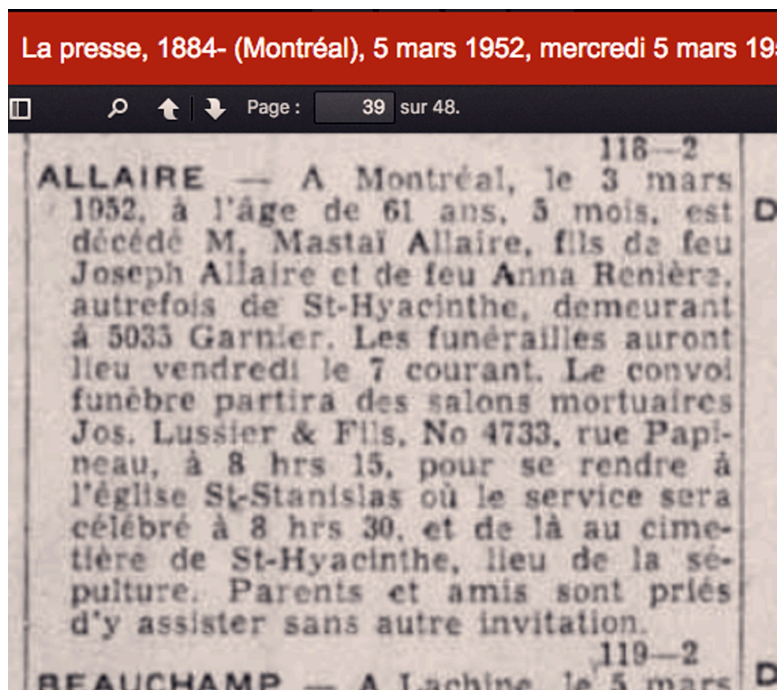 La presse, 1884- (Montréal), 5 mars 1952, mercredi 5 mars 19
Page : 39 sur 48.
118—2
ALLAIRE — A Montréal, le 3 mars
1952, à l'âge de 61 ans, 5 mois, est
décédé M. Mastaï Allaire, fils de feu
Joseph Allaire et de feu Anna Renière,
autrefois de St-Hyacinthe, demeurant
à 5035 Garnier. Les funérailles auront
lieu vendredi le 7 courant. Le convoi
funèbre partira des salons mortuaires
Jos. Lussier & Fils, No 4733, rue Papi-
neau, à 8 hrs 15, pour se rendre à
l'église St-Stanislas où le service sera
célébré à 8 hrs 30, et de là au cime-
tière de St-Hyacinthe, lieu de la sé-
pulture. Parents et amis sont priés
d'y assister sans autre invitation.
119—2
BEAUCHAMP — A Lachine, le 5 mars
D
D